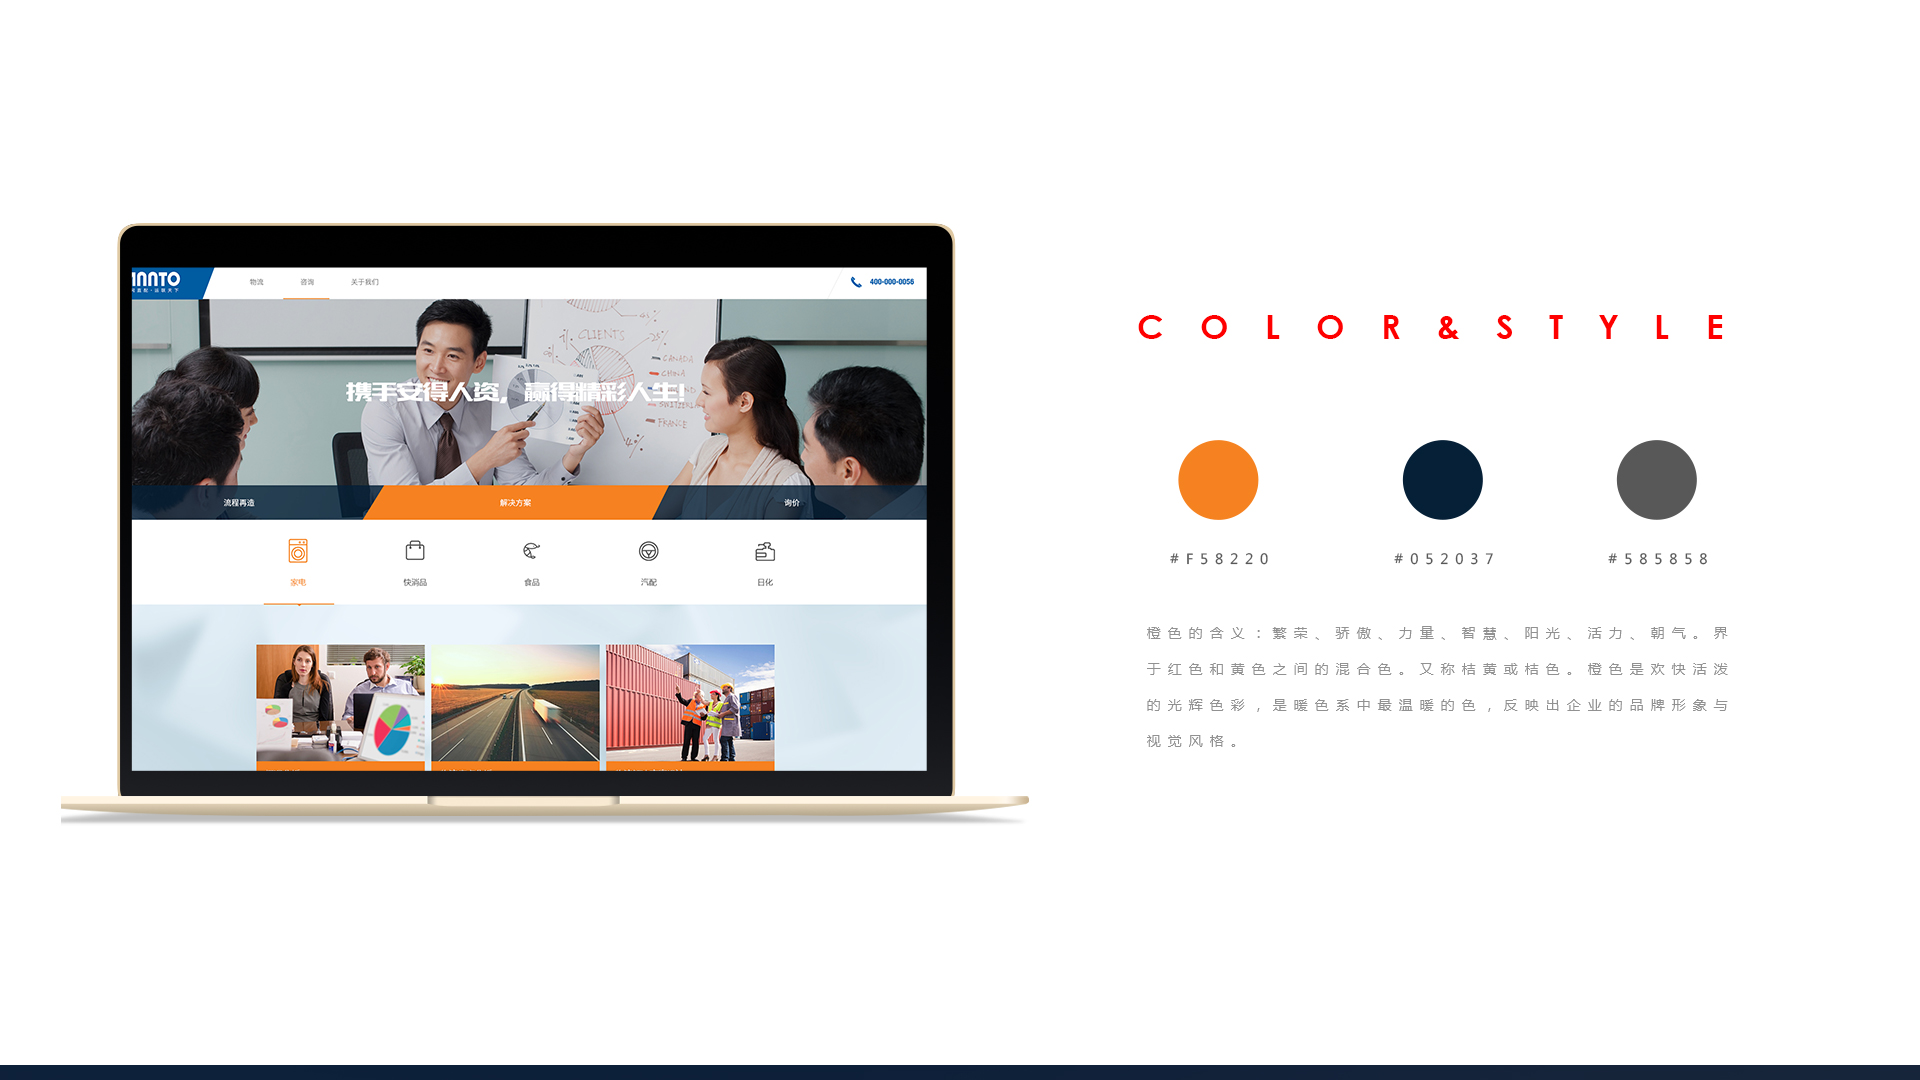 ANNTO
物流
咨询
关于我们
400-000-0056
CLIENTS
CANADA
CHINA
FRANCE
携手安得人资，赢得精彩人生!
流程再造
解决方案
询价
家电
快消品
食品
汽配
日化
COLOR&STYLE
#F58220
#052037
#585858
橙色的含义：繁荣、骄傲、力量、智慧、阳光、活力、朝气。界
于红色和黄色之间的混合色。又称桔黄或桔色。橙色是欢快活泼
的光辉色彩，是暖色系中最温暖的色，反映出企业的品牌形象与
视觉风格。